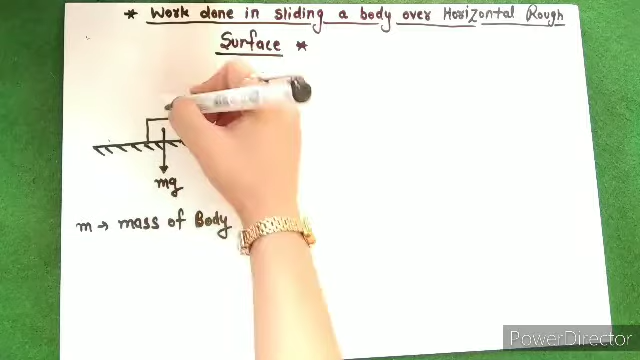 * Work done in sliding a body over Horizontal Rough
Surface *
mg
m → mass of Body
PowerDirector